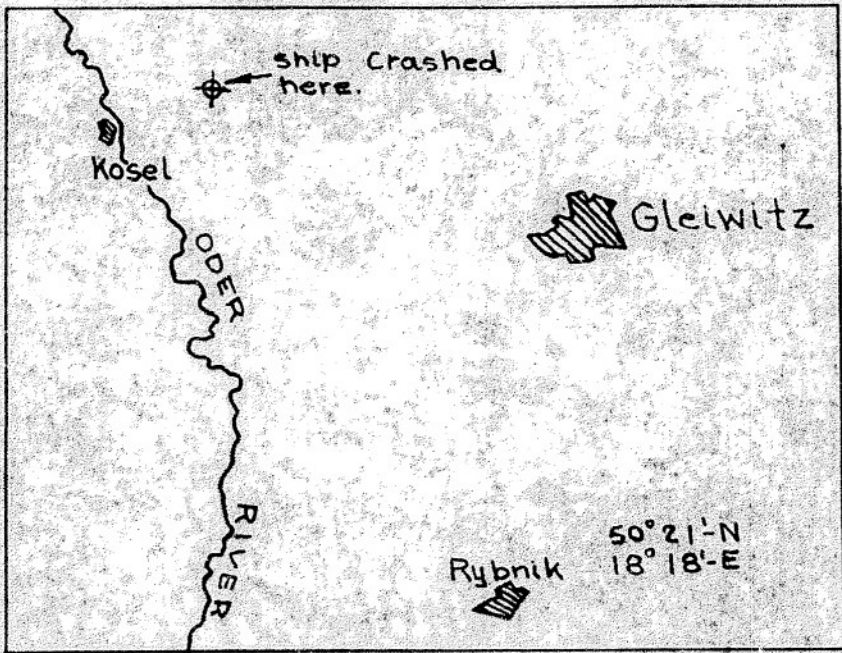 ship Crashed
here.
Kosel
Gleiwitz
ODER
RIVER
50° 21'-N
Rybnik 18° 18'-E